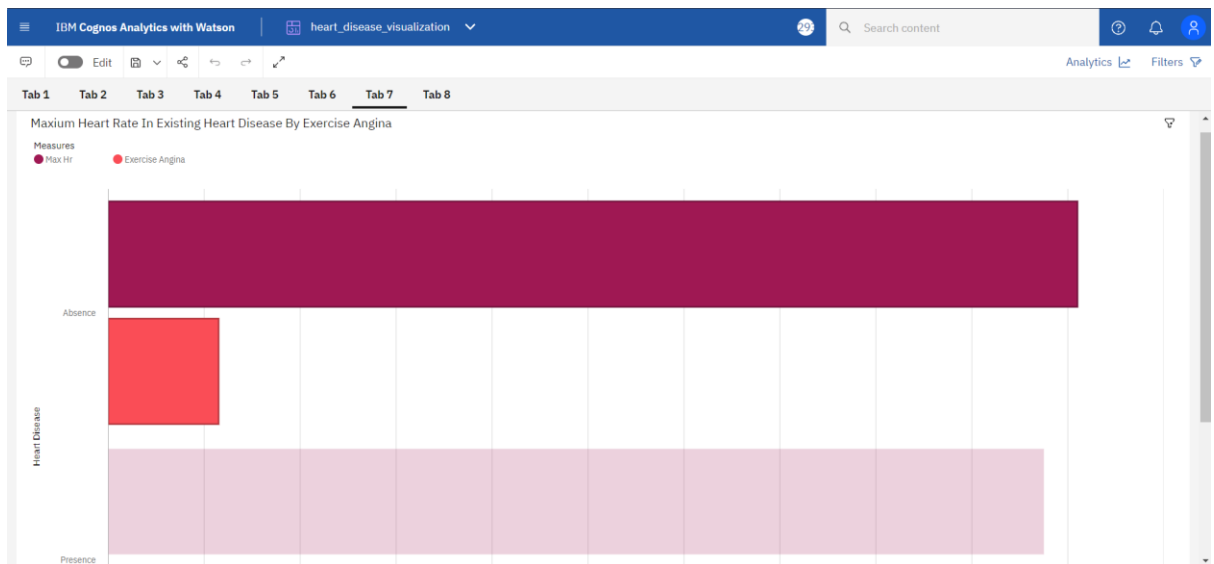 IBM Cognos Analytics with Watson
heart_disease_visualization
Search content
Edit
Analytics
Filters
Tab 1 Tab 2 Tab 3 Tab 4 Tab 5 Tab 6 Tab 7 Tab 8
Maxium Heart Rate In Existing Heart Disease By Exercise Angina
Measures
Max Hr Exercise Angina
Absence
Heart Disease
Presence